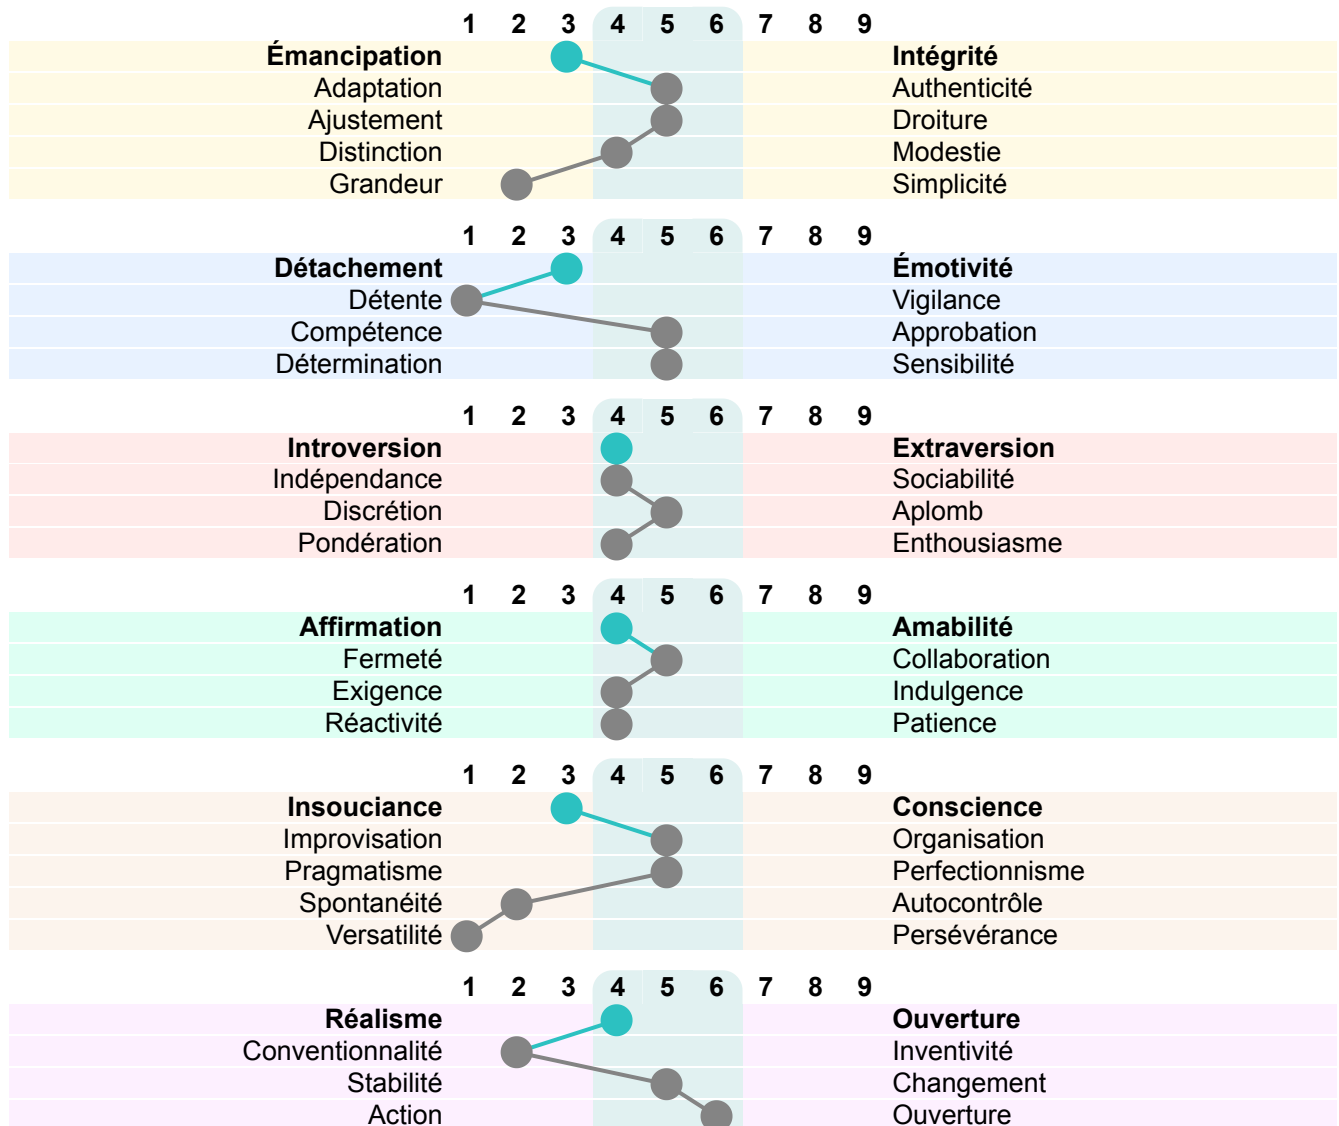 1 2 3 4 5 6 7 8 9
Émancipation Intégrité
Adaptation Authenticité
Ajustement Droiture
Distinction Modestie
Grandeur Simplicité
1 2 3 4 5 6 7 8 9
Détachement Émotivité
Détente Vigilance
Compétence Approbation
Détermination Sensibilité
1 2 3 4 5 6 7 8 9
Introversion Extraversion
Indépendance Sociabilité
Discrétion Aplomb
Pondération Enthousiasme
1 2 3 4 5 6 7 8 9
Affirmation Amabilité
Fermeté Collaboration
Exigence Indulgence
Réactivité Patience
1 2 3 4 5 6 7 8 9
Insouciance Conscience
Improvisation Organisation
Pragmatisme Perfectionnisme
Spontanéité Autocontrôle
Versatilité Persévérance
1 2 3 4 5 6 7 8 9
Réalisme Ouverture
Conventionnalité Inventivité
Stabilité Changement
Action Ouverture